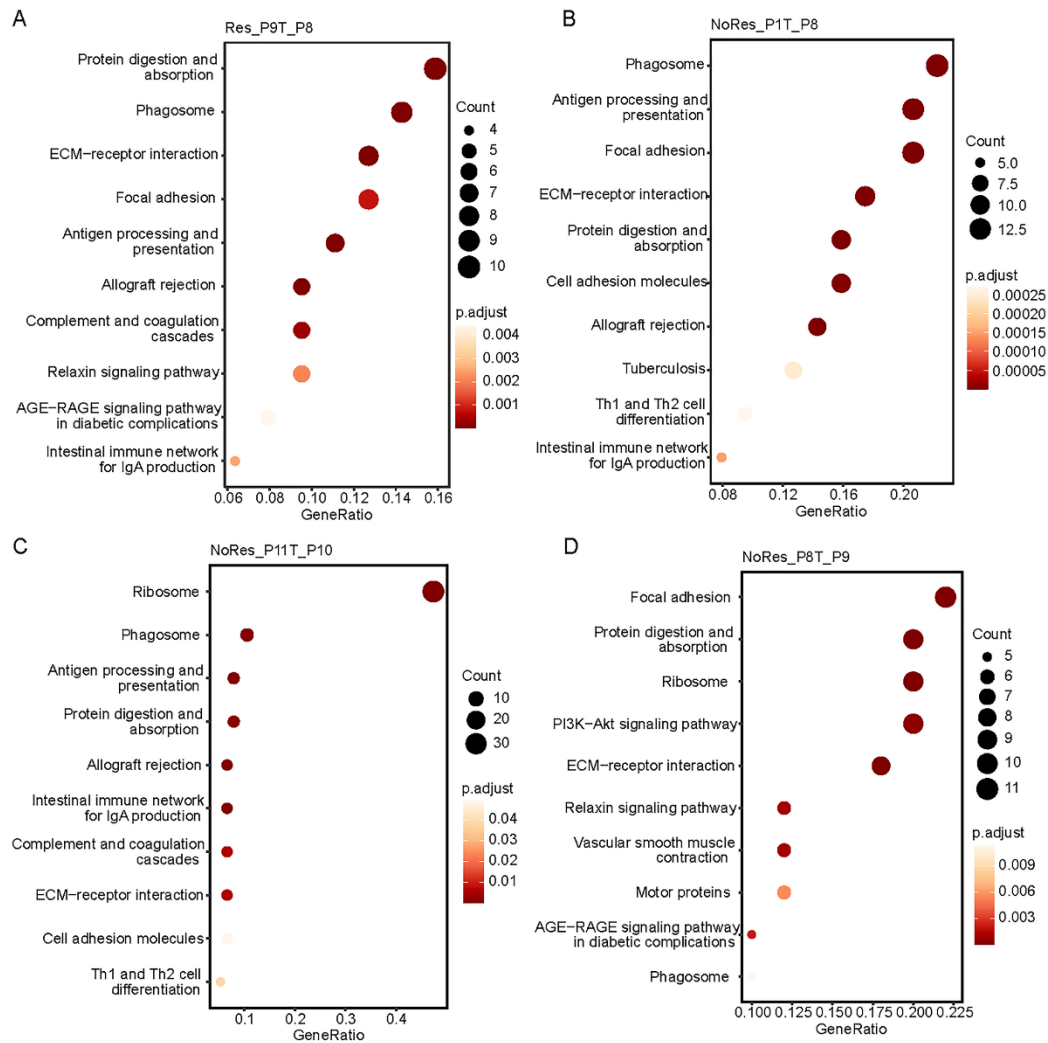 A
Res_P9T_P8
Protein digestion and
absorption
Phagosome
ECM−receptor interaction
Focal adhesion
Antigen processing and
presentation
Allograft rejection
Complement and coagulation
cascades
Relaxin signaling pathway
AGE−RAGE signaling pathway
in diabetic complications
Intestinal immune network
for IgA production
0.06 0.08 0.10 0.12 0.14 0.16
GeneRatio
Count
4
5
6
7
8
9
10
p.adjust
0.004
0.003
0.002
0.001
B
NoRes_P1T_P8
Phagosome
Antigen processing and
presentation
Focal adhesion
ECM−receptor interaction
Protein digestion and
absorption
Cell adhesion molecules
Allograft rejection
Tuberculosis
Th1 and Th2 cell
differentiation
Intestinal immune network
for IgA production
0.08 0.12 0.16 0.20
GeneRatio
Count
5.0
7.5
10.0
12.5
p.adjust
0.00025
0.00020
0.00015
0.00010
0.00005
C
NoRes_P11T_P10
Ribosome
Phagosome
Antigen processing and
presentation
Protein digestion and
absorption
Allograft rejection
Intestinal immune network
for IgA production
Complement and coagulation
cascades
ECM−receptor interaction
Cell adhesion molecules
Th1 and Th2 cell
differentiation
0.1 0.2 0.3 0.4
GeneRatio
Count
10
20
30
p.adjust
0.04
0.03
0.02
0.01
D
NoRes_P8T_P9
Focal adhesion
Protein digestion and
absorption
Ribosome
PI3K−Akt signaling pathway
ECM−receptor interaction
Relaxin signaling pathway
Vascular smooth muscle
contraction
Motor proteins
AGE−RAGE signaling pathway
in diabetic complications
Phagosome
0.100 0.125 0.150 0.175 0.200 0.225
GeneRatio
Count
5
6
7
8
9
10
11
p.adjust
0.009
0.006
0.003